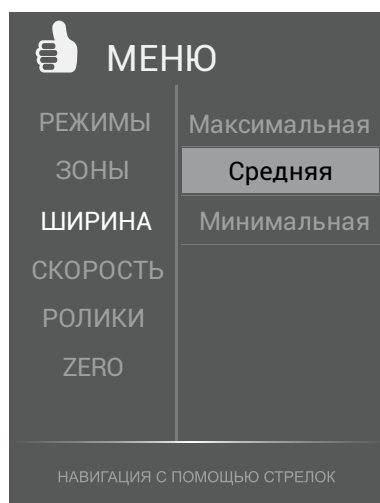 МЕНЮ
РЕЖИМЫ
ЗОНЫ
ШИРИНА
СКОРОСТЬ
РОЛИКИ
ZERO
Максимальная
Средняя
Минимальная
НАВИГАЦИЯ С ПОМОЩЬЮ СТРЕЛОК